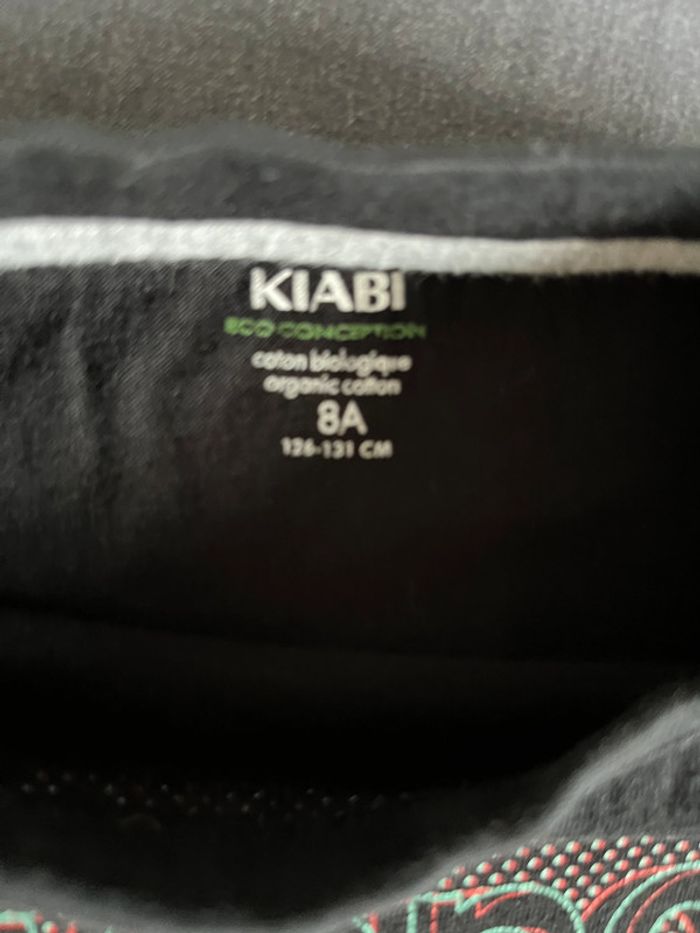 KIABI
ECO CONCEPTION
coton biologique
organic cotton
8A
126-131 CM